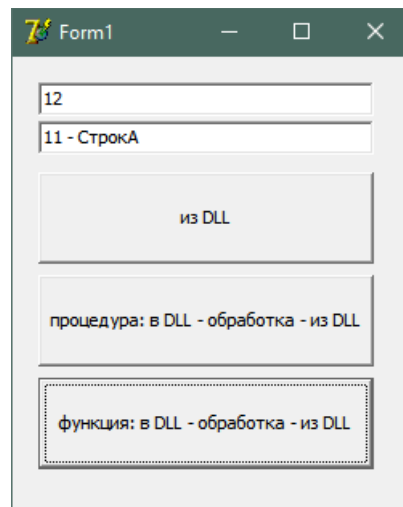 Form1
12
11 - СтрокА
из DLL
процедура: в DLL - обработка - из DLL
функция: в DLL - обработка - из DLL